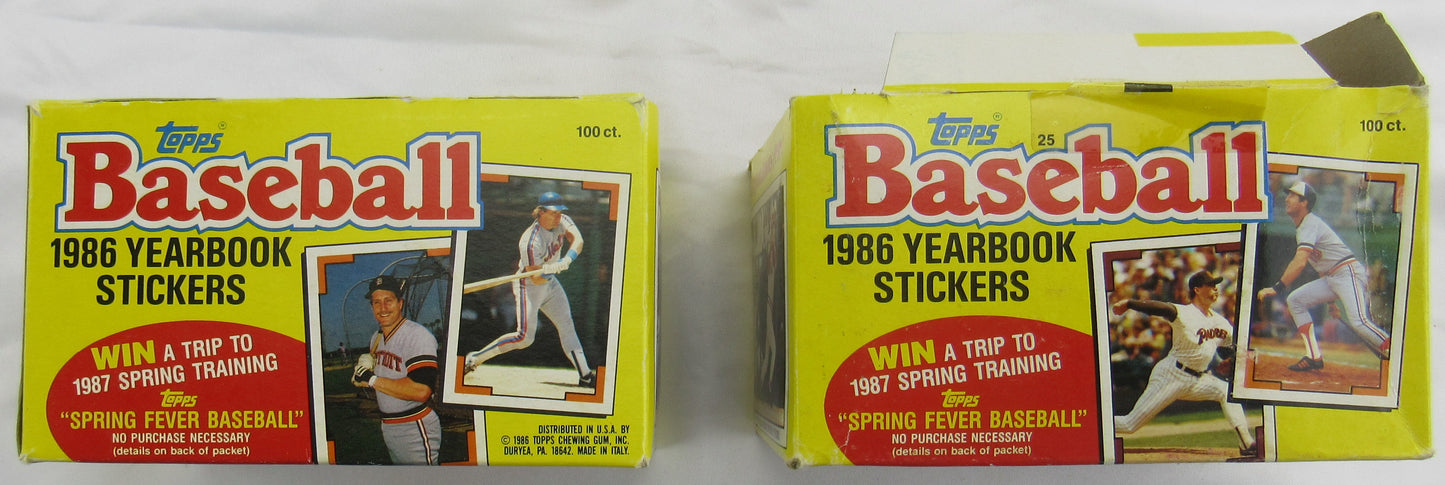 topps®
100 ct.
Baseball
1986 YEARBOOK
STICKERS
WIN A TRIP TO
1987 SPRING TRAINING
topps
"SPRING FEVER BASEBALL"
NO PURCHASE NECESSARY
(details on back of packet)
DISTRIBUTED IN U.S.A. BY
© 1986 TOPPS CHEWING GUM, INC.
DURYEA, PA. 18642. MADE IN ITALY.
topps®
25
100 ct.
Baseball
1986 YEARBOOK
STICKERS
PADRES
WIN A TRIP TO
1987 SPRING TRAINING
topps
"SPRING FEVER BASEBALL"
NO PURCHASE NECESSARY
(details on back of packet)